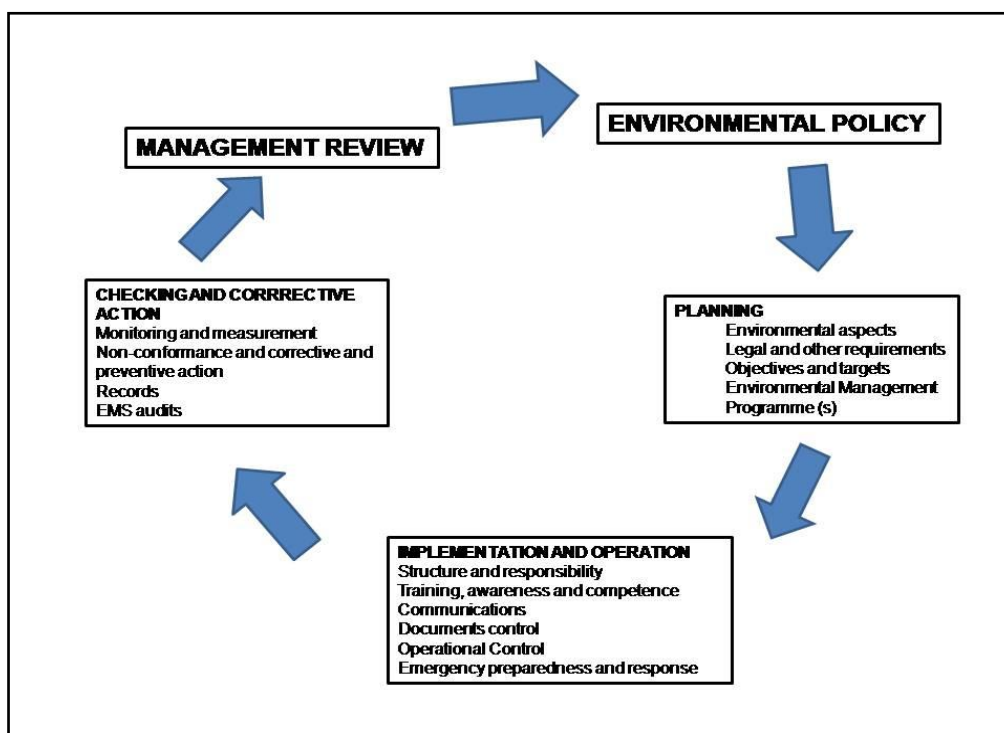 MANAGEMENT REVIEW
ENVIRONMENTAL POLICY
CHECKING AND CORRRECTIVE
ACTION
Monitoring and measurement
Non-conformance and corrective and
preventive action
Records
EMS audits
PLANNING
Environmental aspects
Legal and other requirements
Objectives and targets
Environmental Management
Programme (s)
IMPLEMENTATION AND OPERATION
Structure and responsibility
Training, awareness and competence
Communications
Documents control
Operational Control
Emergency preparedness and response